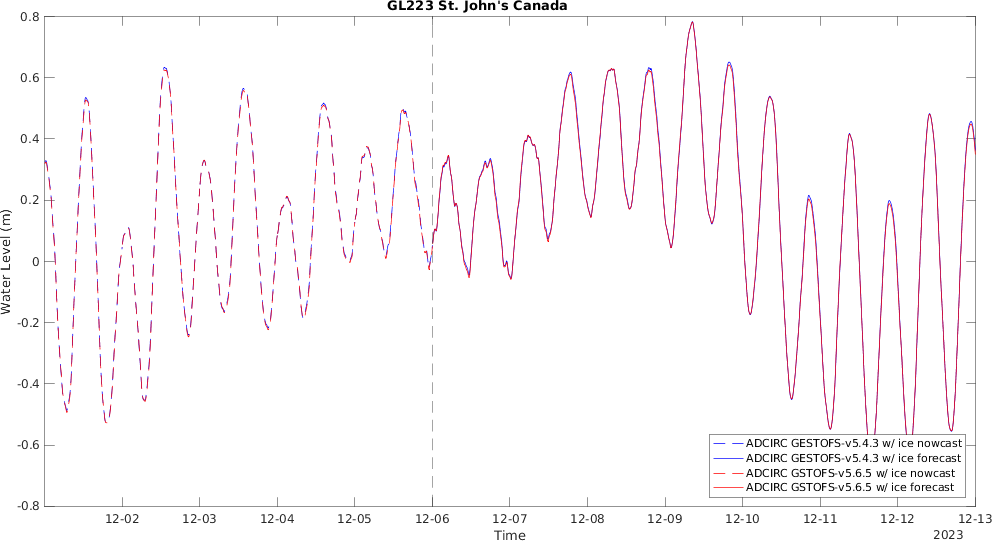 GL223 St. John's Canada
0.8
0.6
0.4
0.2
0
-0.2
-0.4
-0.6
-0.8
Water Level (m)
ADCIRC GESTOFS-v5.4.3 w/ ice nowcast
ADCIRC GESTOFS-v5.4.3 w/ ice forecast
ADCIRC GSTOFS-v5.6.5 w/ ice nowcast
ADCIRC GSTOFS-v5.6.5 w/ ice forecast
12-02 12-03 12-04 12-05 12-06 12-07 12-08 12-09 12-10 12-11 12-12 12-13
Time
2023